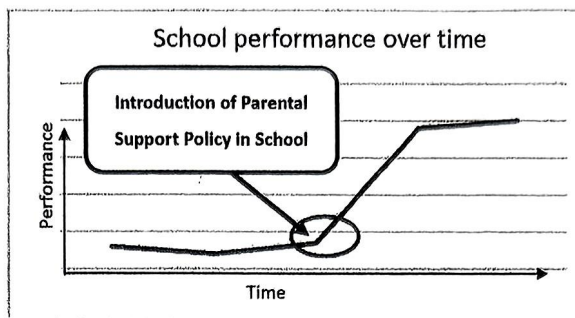 School performance over time
Introduction of Parental
Support Policy in School
Performance
Time